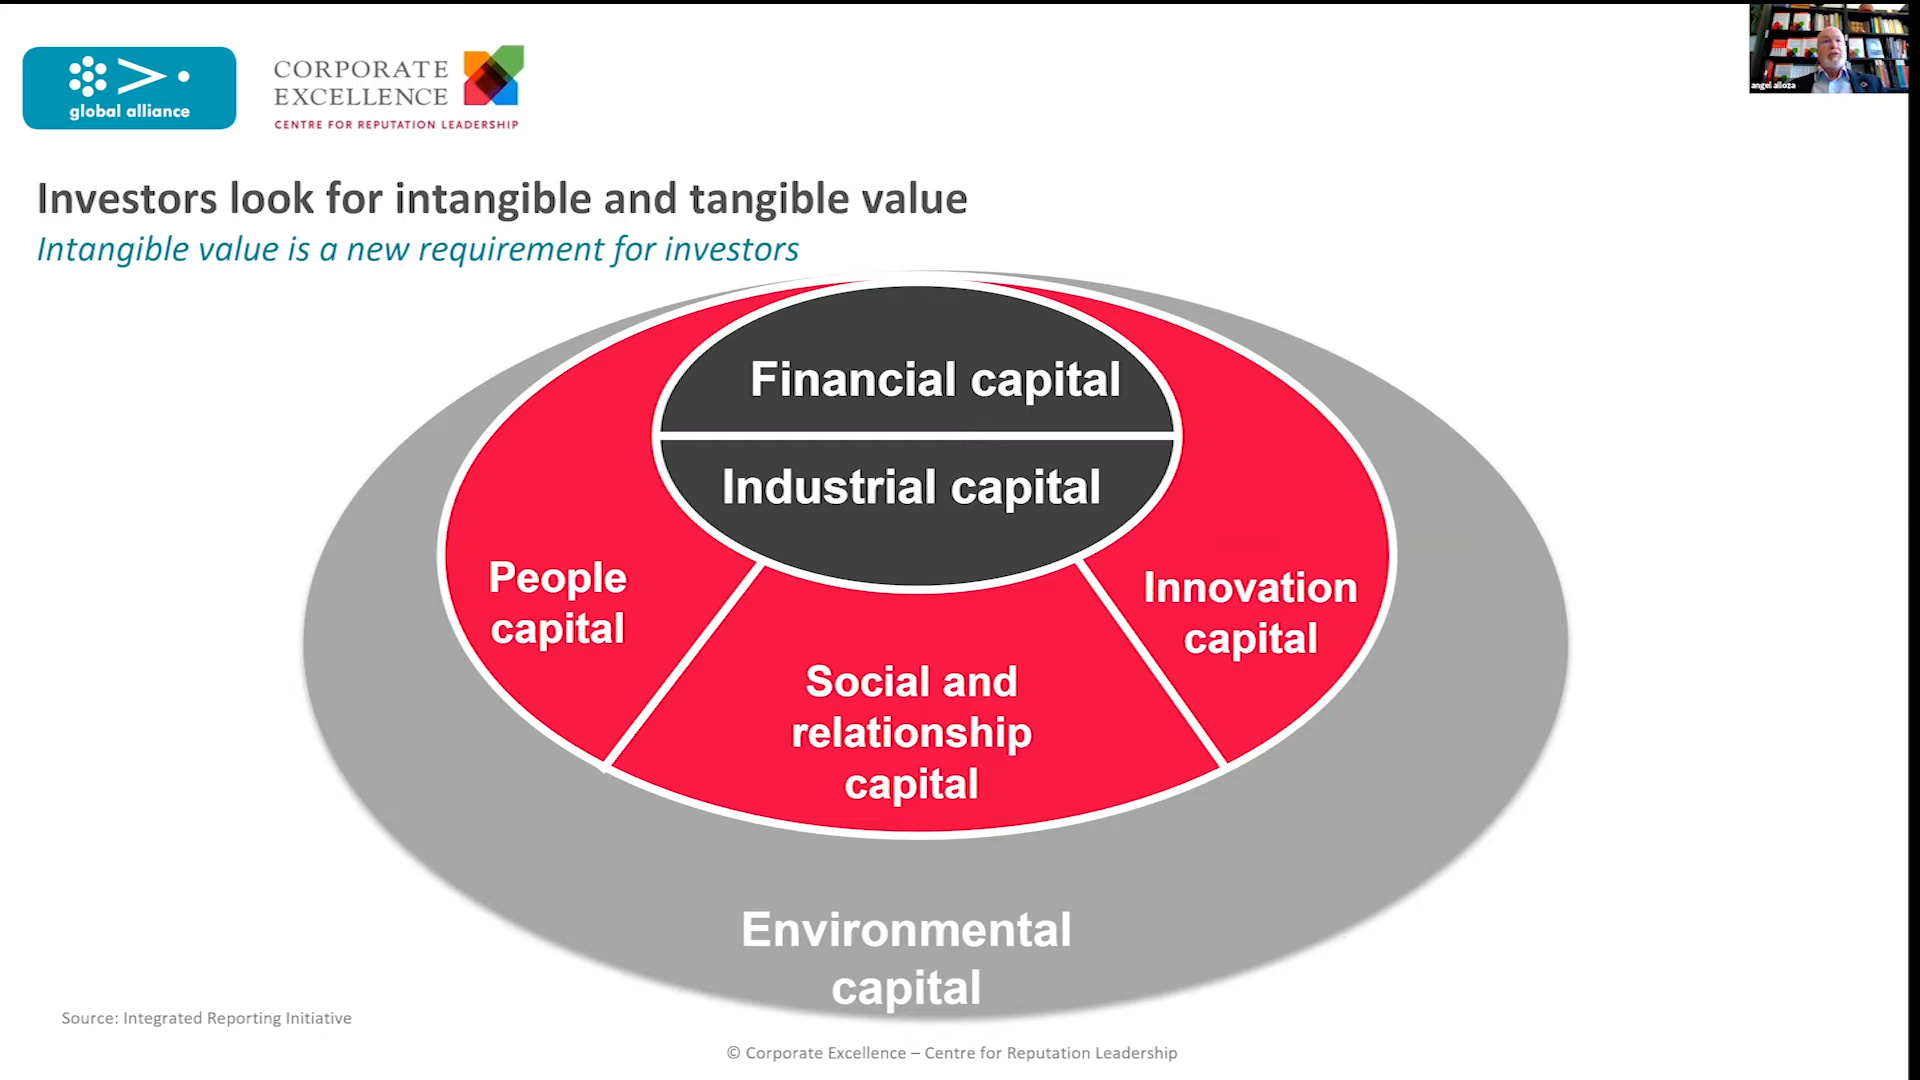 global alliance
CORPORATE
EXCELLENCE
CENTRE FOR REPUTATION LEADERSHIP
angel alloza
Investors look for intangible and tangible value
Intangible value is a new requirement for investors
Financial capital
Industrial capital
People
capital
Innovation
capital
Social and
relationship
capital
Environmental
capital
Source: Integrated Reporting Initiative
© Corporate Excellence – Centre for Reputation Leadership